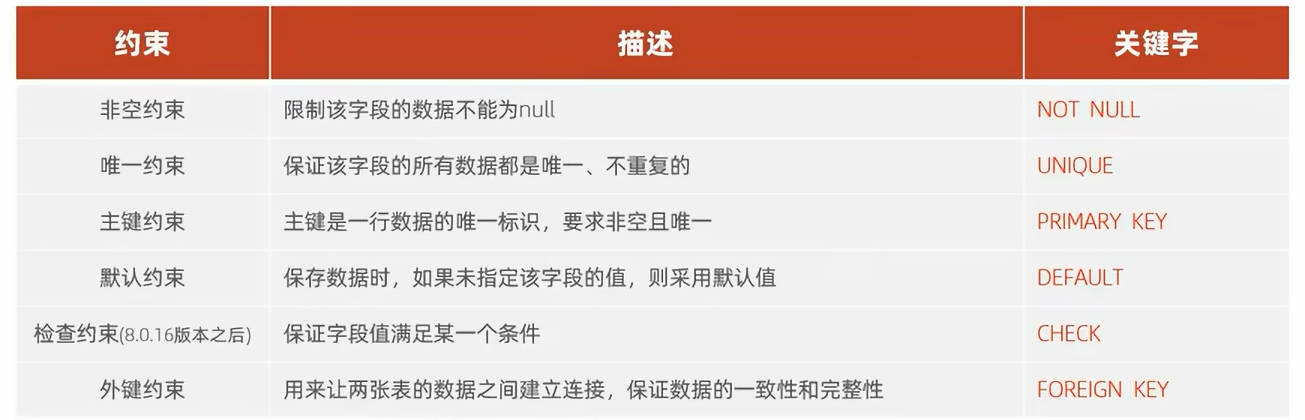 约束 描述 关键字
非空约束 限制该字段的数据不能为null NOT NULL
唯一约束 保证该字段的所有数据都是唯一、不重复的 UNIQUE
主键约束 主键是一行数据的唯一标识，要求非空且唯一 PRIMARY KEY
默认约束 保存数据时，如果未指定该字段的值，则采用默认值 DEFAULT
检查约束(8.0.16版本之后) 保证字段值满足某一个条件 CHECK
外键约束 用来让两张表的数据之间建立连接，保证数据的一致性和完整性 FOREIGN KEY